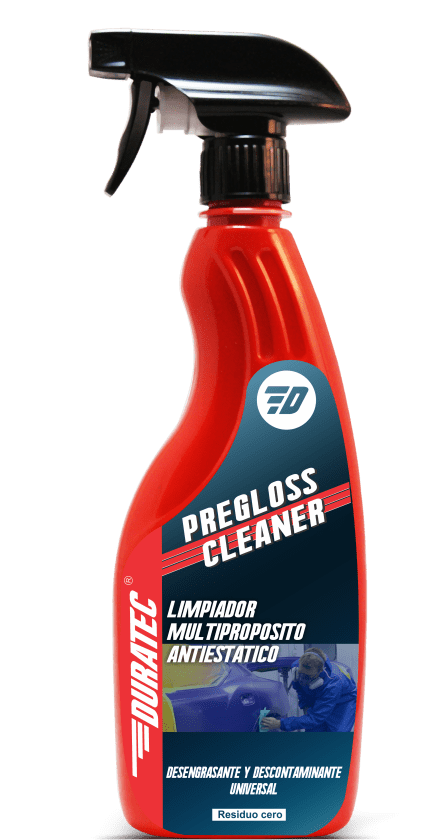 D
PREGLOSS
CLEANER
LIMPIADOR
MULTIPROPOSITO
ANTIESTATICO
DURATEC®
DESENGRASANTE Y DESCONTAMINANTE
UNIVERSAL
Residuo cero